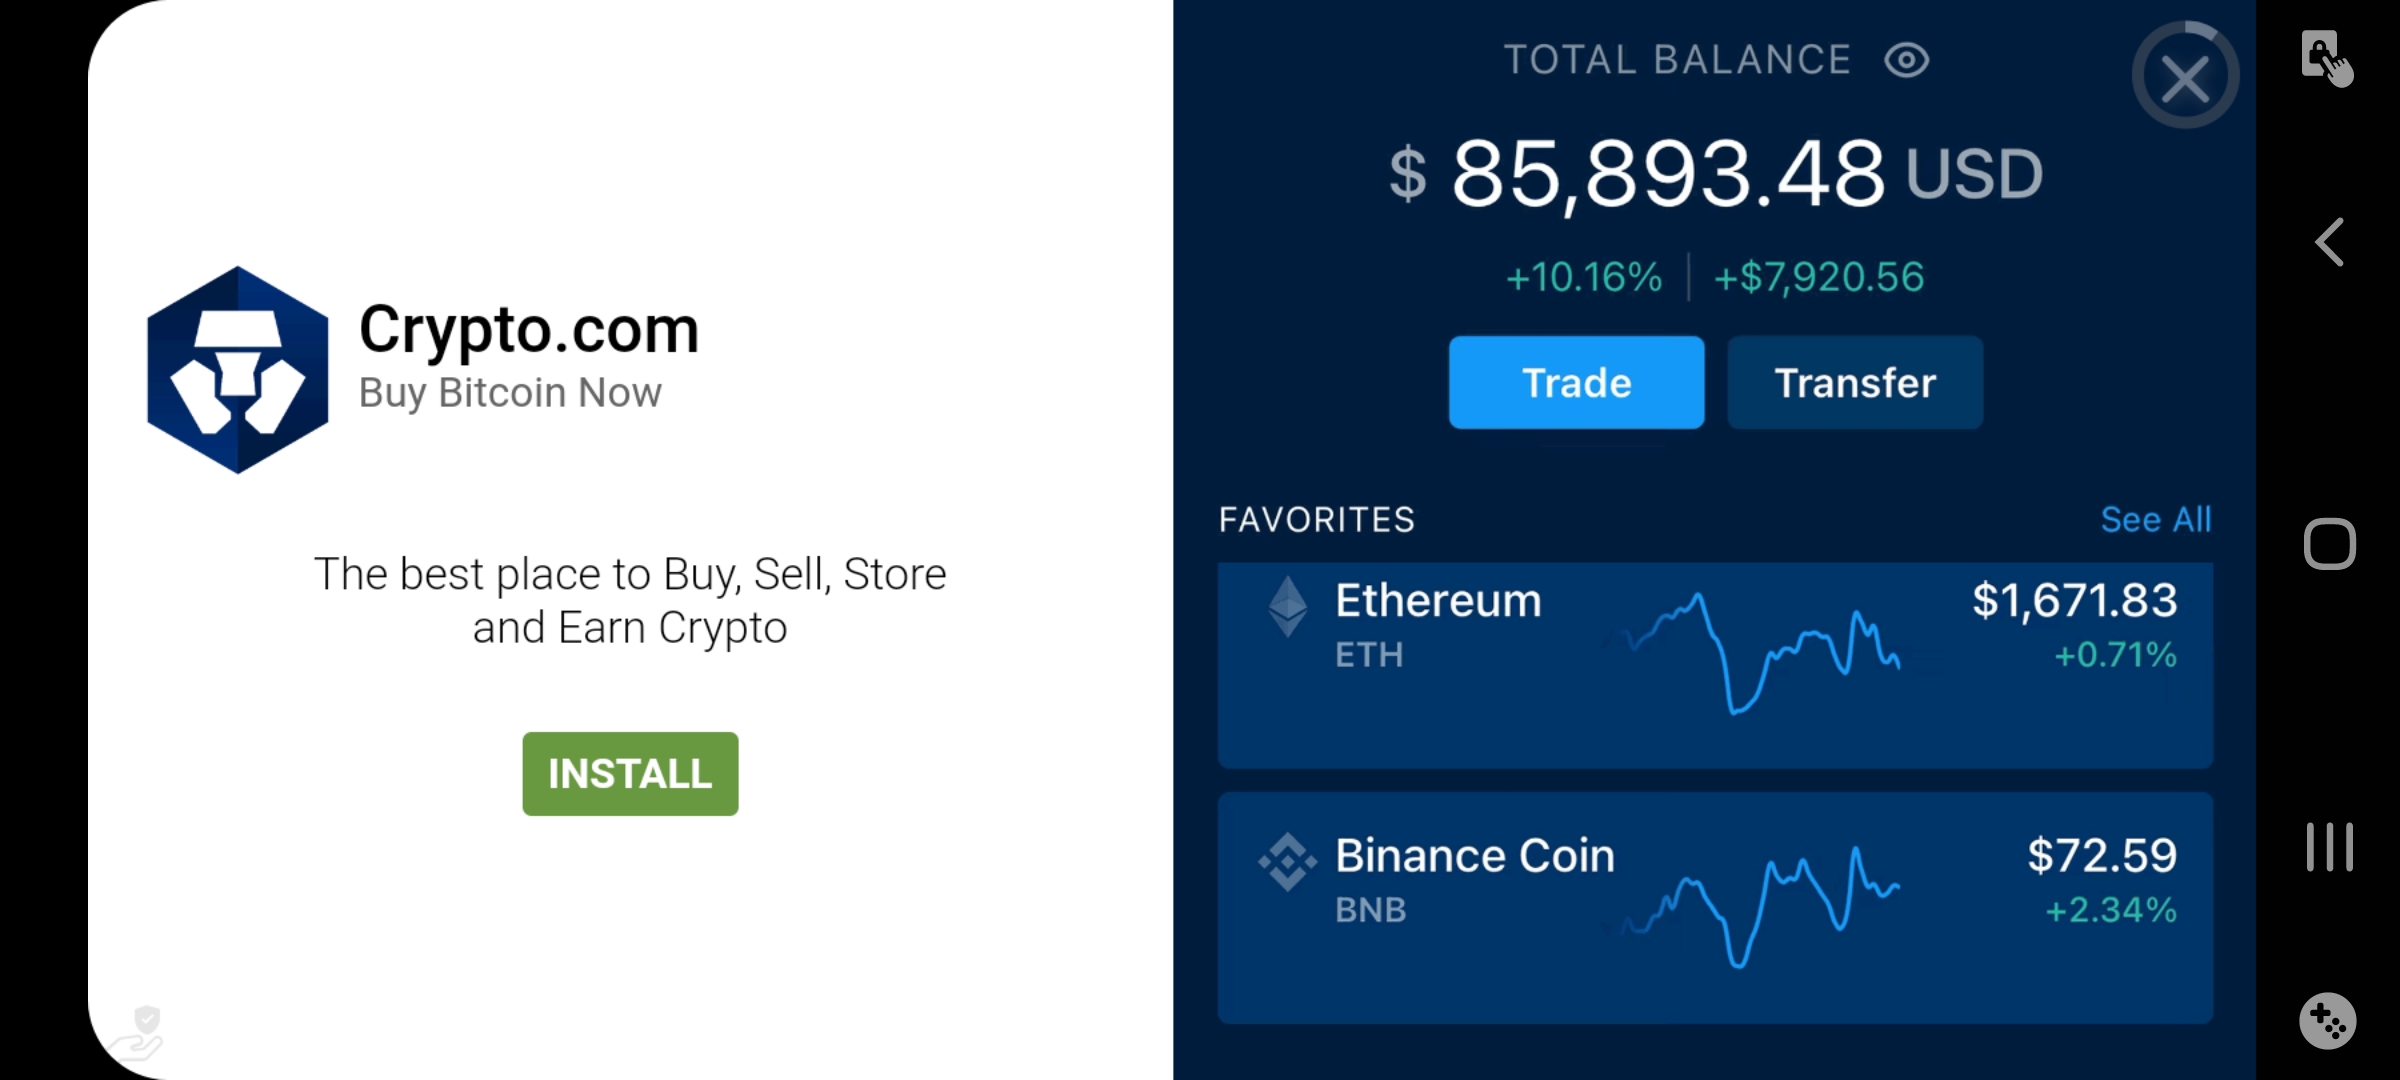 Crypto.com
Buy Bitcoin Now
The best place to Buy, Sell, Store
and Earn Crypto
INSTALL
TOTAL BALANCE
$ 85,893.48 USD
+10.16% +$7,920.56
Trade Transfer
FAVORITES See All
Ethereum $1,671.83
ETH +0.71%
Binance Coin $72.59
BNB +2.34%